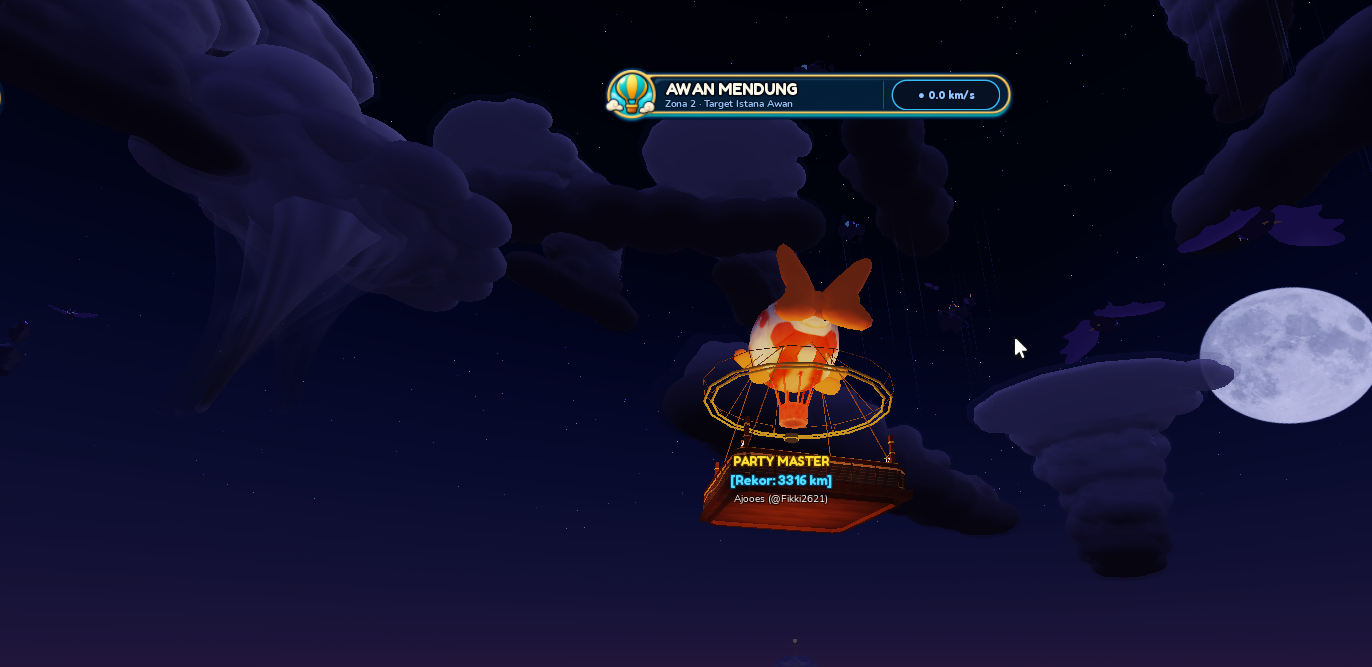 AWAN MENDUNG
Zona 2 · Target Istana Awan
• 0.0 km/s
PARTY MASTER
[Rekor: 3316 km]
Ajooes (@Fikki2621)